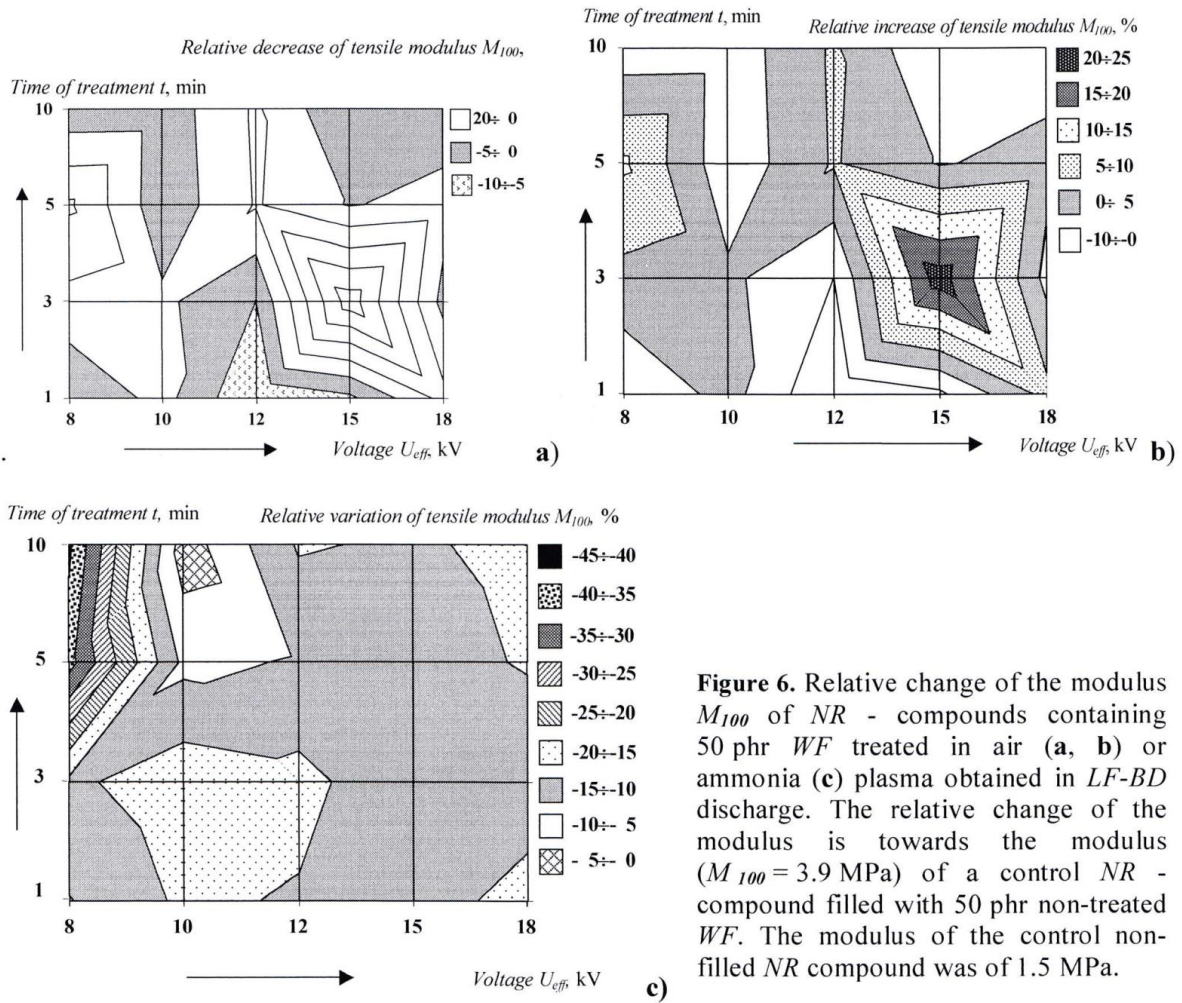 Relative decrease of tensile modulus M100,
Time of treatment t, min
10
5
3
1
8 10 12 15 18
20÷ 0
-5÷ 0
-10÷-5
Voltage Ueff, kV
a)
.
Time of treatment t, min
Relative increase of tensile modulus M100, %
10
5
3
1
8 10 12 15 18
20÷25
15÷20
10÷15
5÷10
0÷ 5
-10÷-0
Voltage Ueff, kV
b)
Time of treatment t, min
Relative variation of tensile modulus M100, %
10
5
3
1
8 10 12 15 18
-45÷-40
-40÷-35
-35÷-30
-30÷-25
-25÷-20
-20÷-15
-15÷-10
-10÷- 5
- 5÷- 0
Voltage Ueff, kV
c)
Figure 6. Relative change of the modulus
M100 of NR - compounds containing
50 phr WF treated in air (a, b) or
ammonia (c) plasma obtained in LF-BD
discharge. The relative change of the
modulus is towards the modulus
(M 100 = 3.9 MPa) of a control NR -
compound filled with 50 phr non-treated
WF. The modulus of the control non-
filled NR compound was of 1.5 MPa.